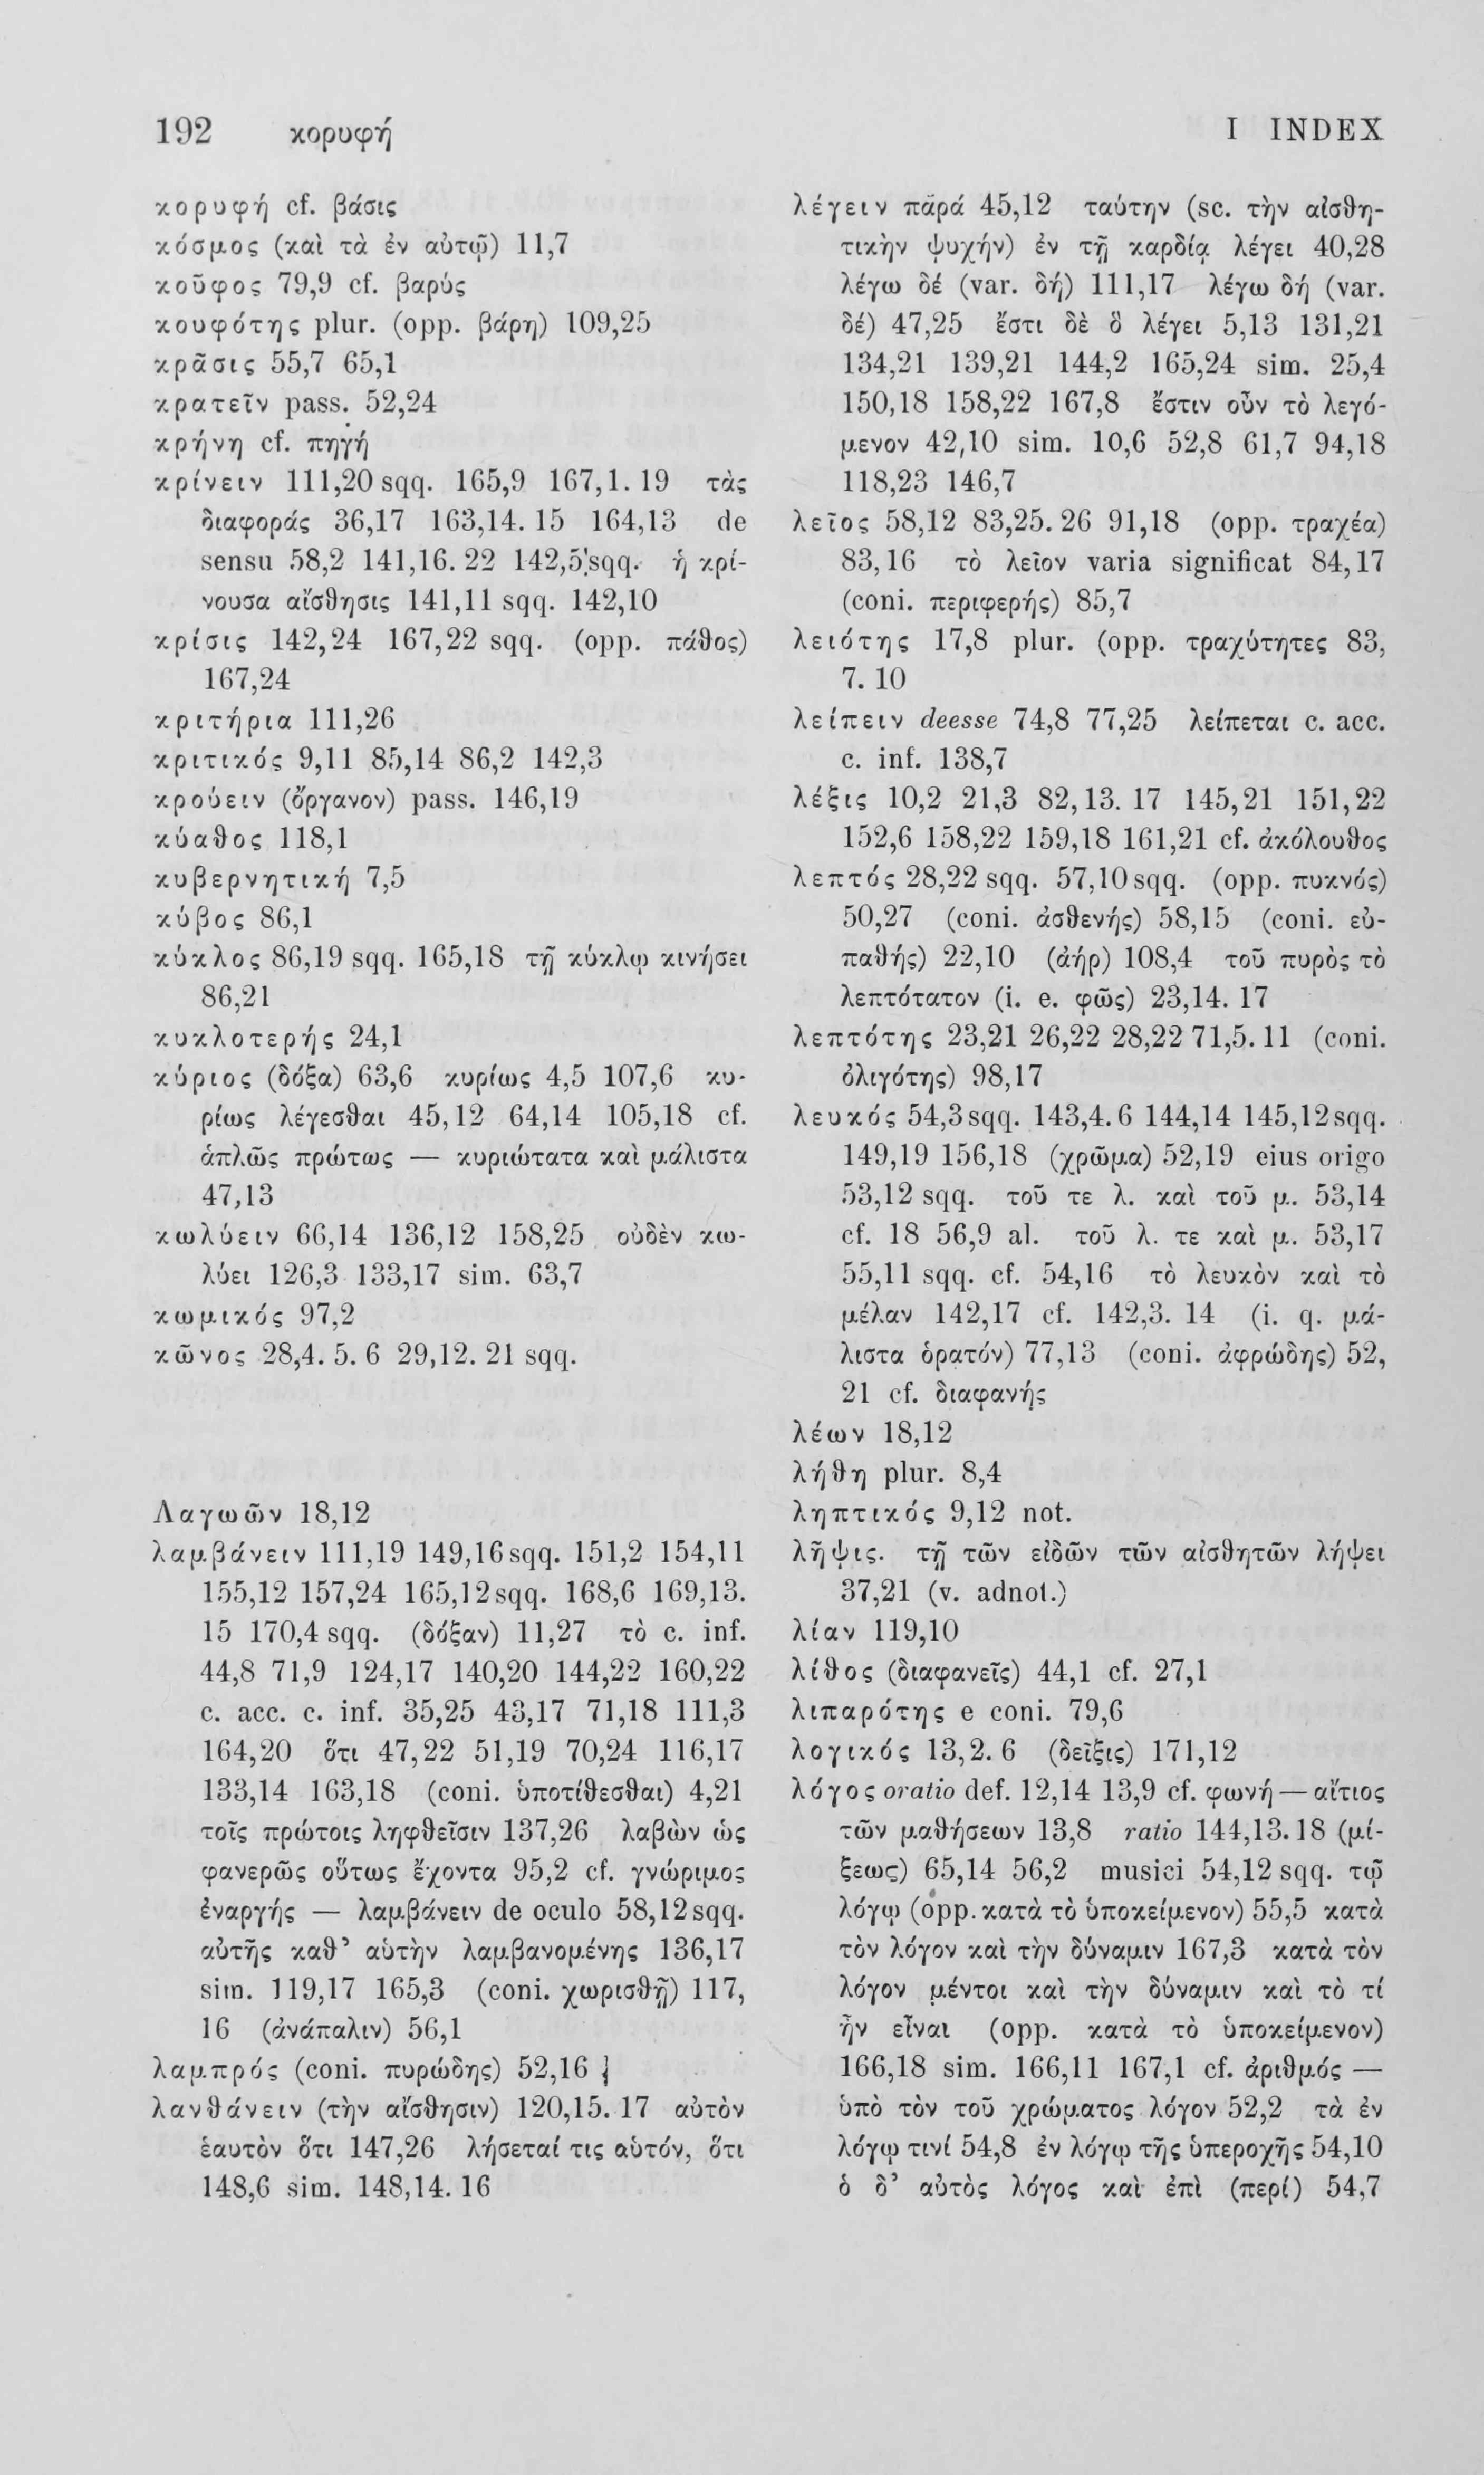 192 κορυφή
I INDEX
κορυφή cf. βάσις
κόσμος (καὶ τὰ ἐν αὐτῷ) 11,7
κοῦφος 79,9 cf. βαρύς
κουφότης plur. (opp. βάρη) 109,25
κρᾶσις 55,7 65,1
κρατεῖν pass. 52,24
κρήνη cf. πηγή
κρίνειν 111,20 sqq. 165,9 167,1. 19 τὰς
διαφοράς 36,17 163,14. 15 164,13 de
sensu 58,2 141,16. 22 142,5 sqq. ἡ κρί-
νουσα αἴσθησις 141,11 sqq. 142,10
κρίσις 142,24 167,22 sqq. (opp. πάθος)
167,24
κριτήρια 111,26
κριτικός 9,11 85,14 86,2 142,3
κρούειν (ὄργανον) pass. 146,19
κύαθος 118,1
κυβερνητική 7,5
κύβος 86,1
κύκλος 86,19 sqq. 165,18 τῇ κύκλῳ κινήσει
86,21
κυκλοτερής 24,1
κύριος (δόξα) 63,6 κυρίως 4,5 107,6 κυ-
ρίως λέγεσθαι 45,12 64,14 105,18 cf.
ἁπλῶς πρώτως — κυριώτατα καὶ μάλιστα
47,13
κωλύειν 66,14 136,12 158,25 οὐδὲν κω-
λύει 126,3 133,17 sim. 63,7
κωμικός 97,2
κῶνος 28,4. 5. 6 29,12. 21 sqq.
Λαγωῶν 18,12
λαμβάνειν 111,19 149,16 sqq. 151,2 154,11
155,12 157,24 165,12 sqq. 168,6 169,13.
15 170,4 sqq. (δόξαν) 11,27 τὸ c. inf.
44,8 71,9 124,17 140,20 144,22 160,22
c. acc. c. inf. 35,25 43,17 71,18 111,3
164,20 ὅτι 47,22 51,19 70,24 116,17
133,14 163,18 (coni. ὑποτίθεσθαι) 4,21
τοῖς πρώτοις ληφθεῖσιν 137,26 λαβὼν ὡς
φανερῶς οὕτως ἔχοντα 95,2 cf. γνώριμος
ἐναργής — λαμβάνειν de oculo 58,12 sqq.
αὐτῆς καθ’ αὑτὴν λαμβανομένης 136,17
sim. 119,17 165,3 (coni. χωρισθῇ) 117,
16 (ἀνάπαλιν) 56,1
λαμπρός (coni. πυρώδης) 52,16
λανθάνειν (τὴν αἴσθησιν) 120,15. 17 αὐτὸν
ἑαυτὸν ὅτι 147,26 λήσεταί τις αὑτόν, ὅτι
148,6 sim. 148,14. 16
λέγειν παρά 45,12 ταύτην (sc. τὴν αἰσθη-
τικὴν ψυχήν) ἐν τῇ καρδίᾳ λέγει 40,28
λέγω δέ (var. δή) 111,17 λέγω δή (var.
δέ) 47,25 ἔστι δὲ ὃ λέγει 5,13 131,21
134,21 139,21 144,2 165,24 sim. 25,4
150,18 158,22 167,8 ἔστιν οὖν τὸ λεγό-
μενον 42,10 sim. 10,6 52,8 61,7 94,18
118,23 146,7
λεῖος 58,12 83,25. 26 91,18 (opp. τραχέα)
83,16 τὸ λεῖον varia significat 84,17
(coni. περιφερής) 85,7
λειότης 17,8 plur. (opp. τραχύτητες 83,
7. 10
λείπειν deesse 74,8 77,25 λείπεται c. acc.
c. inf. 138,7
λέξις 10,2 21,3 82,13. 17 145,21 151,22
152,6 158,22 159,18 161,21 cf. ἀκόλουθος
λεπτός 28,22 sqq. 57,10 sqq. (opp. πυκνός)
50,27 (coni. ἀσθενής) 58,15 (coni. εὐ-
παθής) 22,10 (ἀήρ) 108,4 τοῦ πυρὸς τὸ
λεπτότατον (i. e. φῶς) 23,14. 17
λεπτότης 23,21 26,22 28,22 71,5. 11 (coni.
ὀλιγότης) 98,17
λευκός 54,3 sqq. 143,4. 6 144,14 145,12 sqq.
149,19 156,18 (χρῶμα) 52,19 eius origo
53,12 sqq. τοῦ τε λ. καὶ τοῦ μ. 53,14
cf. 18 56,9 al. τοῦ λ. τε καὶ μ. 53,17
55,11 sqq. cf. 54,16 τὸ λευκὸν καὶ τὸ
μέλαν 142,17 cf. 142,3. 14 (i. q. μά-
λιστα ὁρατόν) 77,13 (coni. ἀφρώδης) 52,
21 cf. διαφανής
λέων 18,12
λήθη plur. 8,4
ληπτικός 9,12 not.
λῆψις. τῇ τῶν εἰδῶν τῶν αἰσθητῶν λήψει
37,21 (v. adnot.)
λίαν 119,10
λίθος (διαφανεῖς) 44,1 cf. 27,1
λιπαρότης e coni. 79,6
λογικός 13,2. 6 (δεῖξις) 171,12
λόγος oratio def. 12,14 13,9 cf. φωνή — αἴτιος
τῶν μαθήσεων 13,8 ratio 144,13. 18 (μί-
ξεως) 65,14 56,2 musici 54,12 sqq. τῷ
λόγῳ (opp. κατὰ τὸ ὑποκείμενον) 55,5 κατὰ
τὸν λόγον καὶ τὴν δύναμιν 167,3 κατὰ τὸν
λόγον μέντοι καὶ τὴν δύναμιν καὶ τὸ τί
ἦν εἶναι (opp. κατὰ τὸ ὑποκείμενον)
166,18 sim. 166,11 167,1 cf. ἀριθμός —
ὑπὸ τὸν τοῦ χρώματος λόγον 52,2 τὰ ἐν
λόγῳ τινί 54,8 ἐν λόγῳ τῆς ὑπεροχῆς 54,10
ὁ δ’ αὐτὸς λόγος καὶ ἐπὶ (περί) 54,7